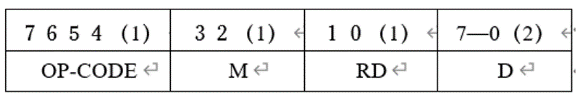 7 6 5 4 (1) 3 2 (1) 1 0 (1) 7—0 (2)
OP-CODE M RD D